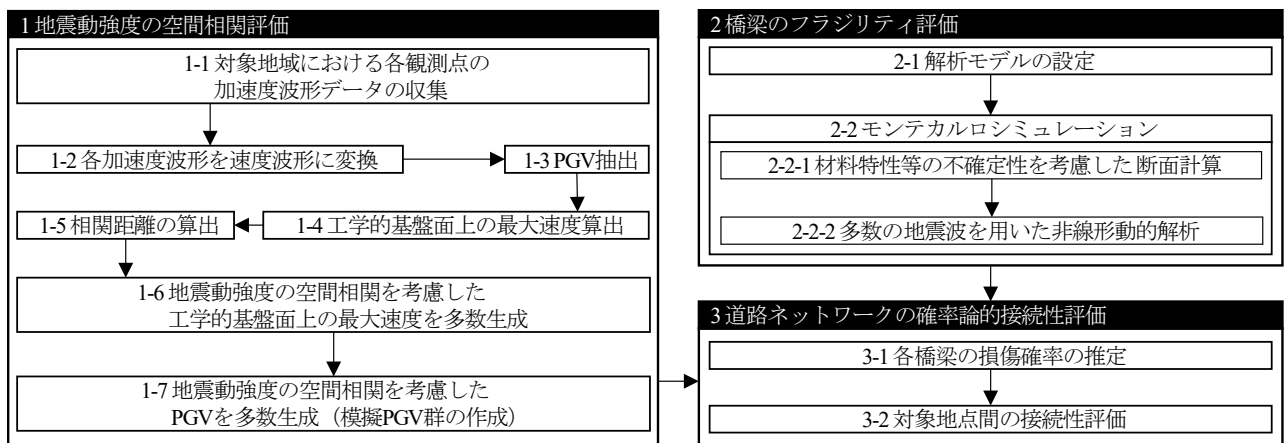 1 地震動強度の空間相関評価
1-1 対象地域における各観測点の
加速度波形データの収集
1-2 各加速度波形を速度波形に変換
1-3 PGV抽出
1-4 工学的基盤面上の最大速度算出
1-5 相関距離の算出
1-6 地震動強度の空間相関を考慮した
工学的基盤面上の最大速度を多数生成
1-7 地震動強度の空間相関を考慮した
PGVを多数生成（模擬PGV群の作成）
2 橋梁のフラジリティ評価
2-1 解析モデルの設定
2-2 モンテカルロシミュレーション
2-2-1 材料特性等の不確定性を考慮した 断面計算
2-2-2 多数の地震波を用いた非線形動的解析
3 道路ネットワークの確率論的接続性評価
3-1 各橋梁の損傷確率の推定
3-2 対象地点間の接続性評価